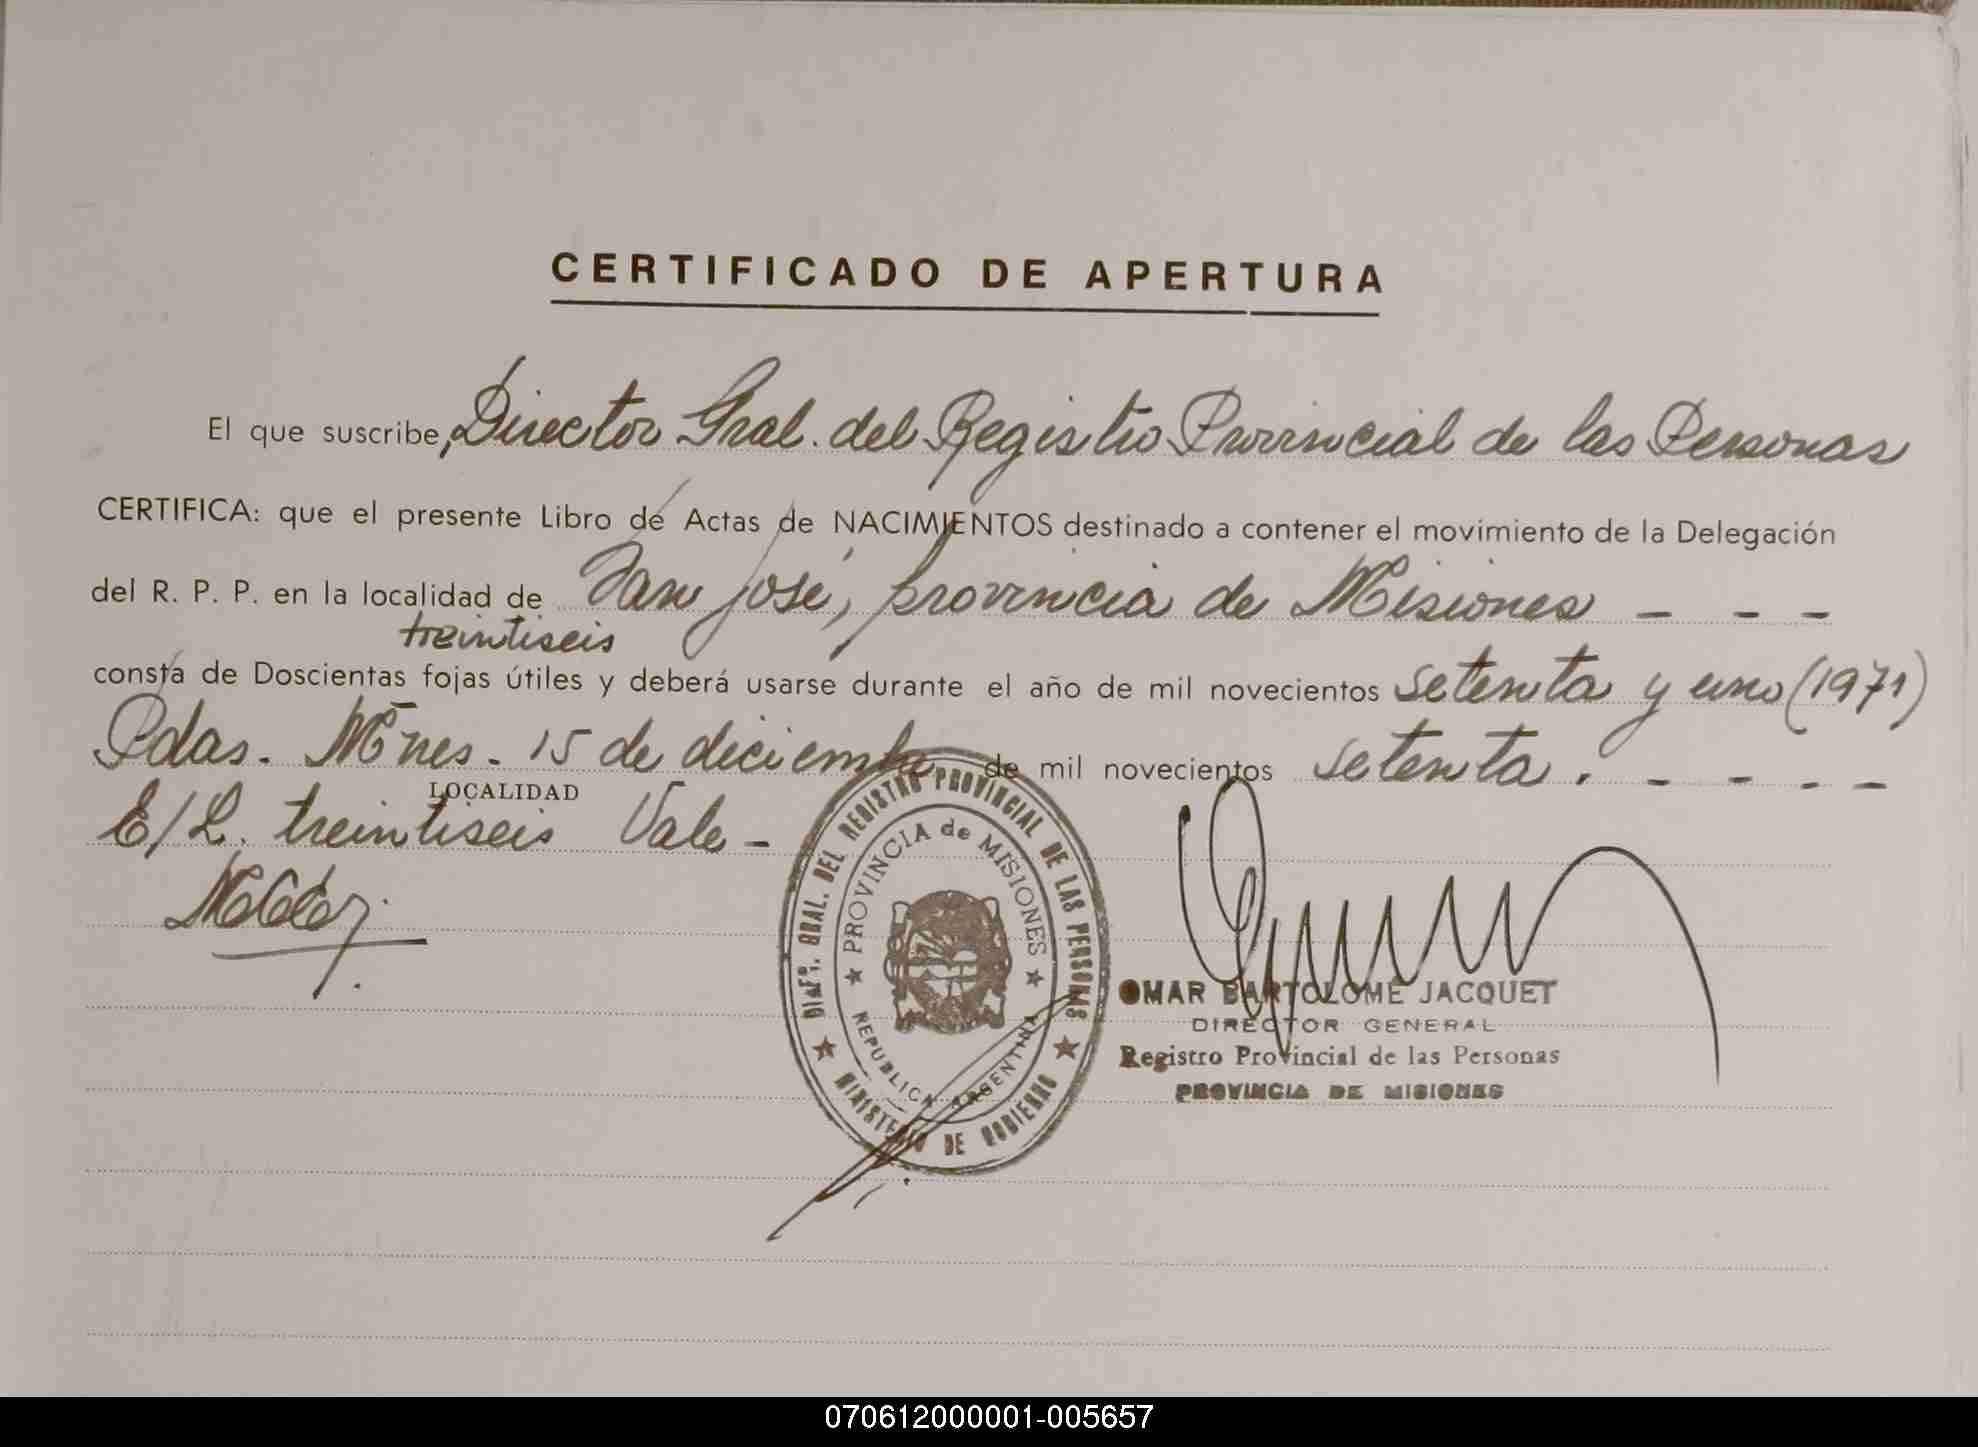 CERTIFICADO DE APERTURA
El que suscribe, Director Gral. del Registro Provincial de las Personas
CERTIFICA: que el presente Libro de Actas de NACIMIENTOS destinado a contener el movimiento de la Delegación
del R. P. P. en la localidad de San José, provincia de Misiones - - -
treintiseis
consta de Doscientas fojas útiles y deberá usarse durante el año de mil novecientos setenta y uno (1971)
Pdas. Mnes. 15 de diciembre de mil novecientos setenta. - - - -
LOCALIDAD
E/L. treintiseis Vale -
DIREC. GRAL. DEL REGISTRO PROVINCIAL DE LAS PERSONAS
PROVINCIA de MISIONES
REPUBLICA ARGENTINA
MINISTERIO DE GOBIERNO
OMAR BARTOLOMÉ JACQUET
DIRECTOR GENERAL
Registro Provincial de las Personas
PROVINCIA DE MISIONES
070612000001-005657